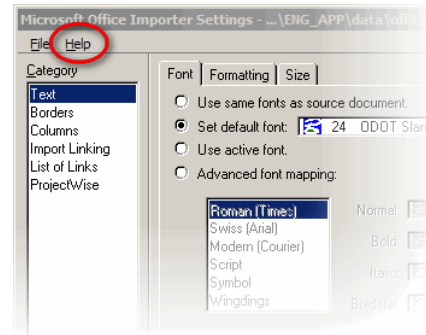 Microsoft Office Importer Settings - ...\ENG_APP\data\offic
File Help
Category
Text
Borders
Columns
Import Linking
List of Links
ProjectWise
Font Formatting Size
Use same fonts as source document.
Set default font: 24 ODOT Slan
Use active font.
Advanced font mapping:
Roman (Times)
Swiss (Arial)
Modern (Courier)
Script
Symbol
Wingdings
Normal:
Bold:
Italic:
Bold-Ital: